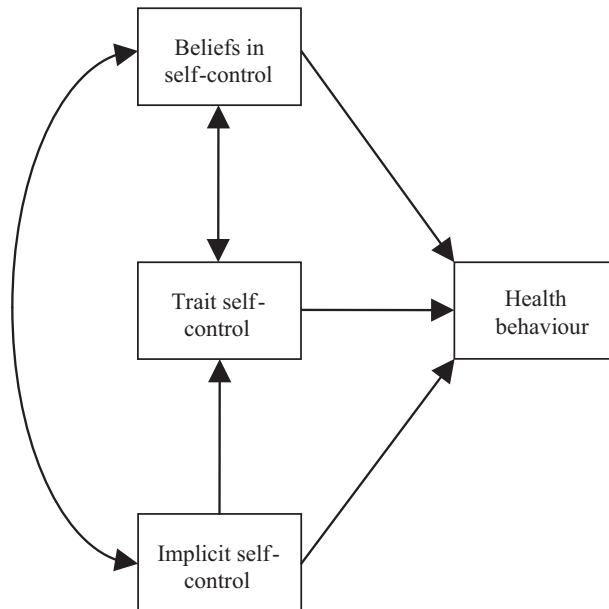 Beliefs in
self-control
Trait self-
control
Health
behaviour
Implicit self-
control